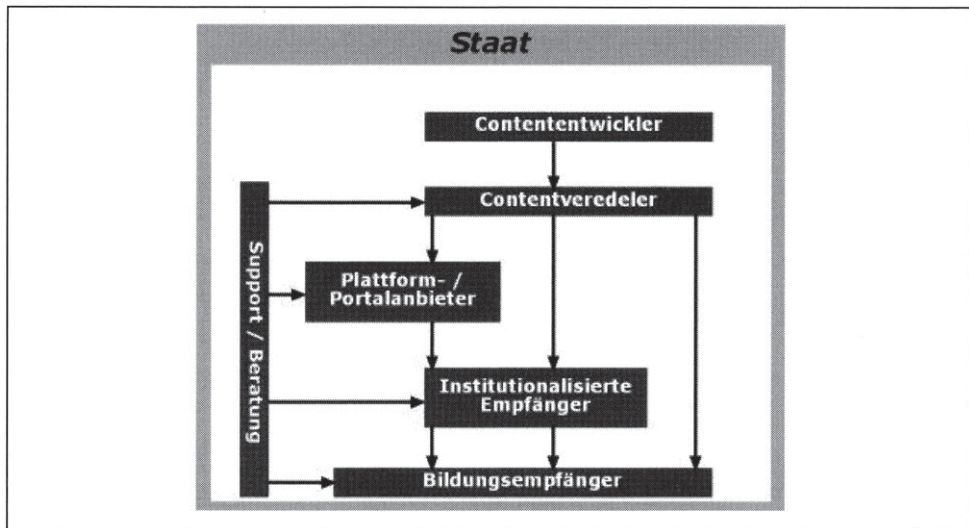 Staat
Contententwickler
Contentveredeler
Support / Beratung
Plattform- /
Portalanbieter
Institutionalisierte
Empfänger
Bildungsempfänger